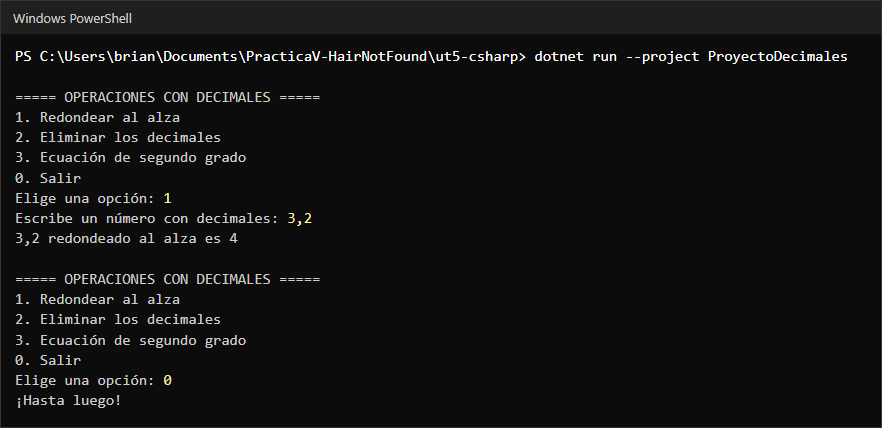 Windows PowerShell
PS C:\Users\brian\Documents\PracticaV-HairNotFound\ut5-csharp> dotnet run --project ProyectoDecimales
===== OPERACIONES CON DECIMALES =====
1. Redondear al alza
2. Eliminar los decimales
3. Ecuación de segundo grado
0. Salir
Elige una opción: 1
Escribe un número con decimales: 3,2
3,2 redondeado al alza es 4
===== OPERACIONES CON DECIMALES =====
1. Redondear al alza
2. Eliminar los decimales
3. Ecuación de segundo grado
0. Salir
Elige una opción: 0
¡Hasta luego!